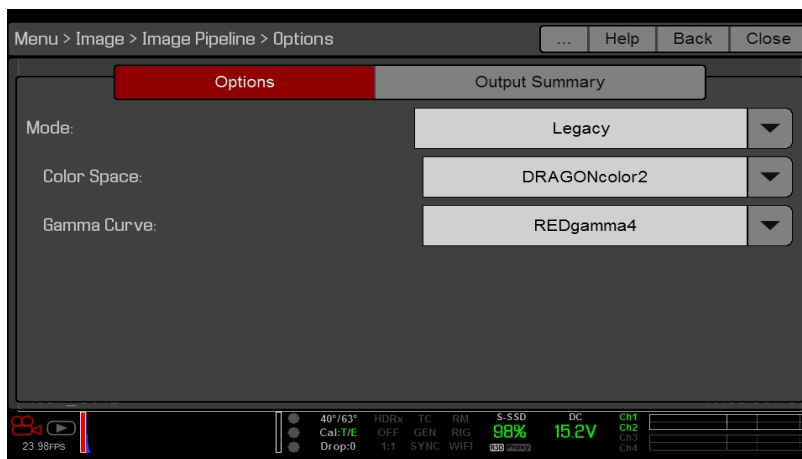 Menu > Image > Image Pipeline > Options ... Help Back Close
Options Output Summary
Mode: Legacy
Color Space: DRAGONcolor2
Gamma Curve: REDgamma4
40°/63° HDRx TC RM S-SSD DC Ch1
Cal:T/E OFF GEN RIG 98% 15.2V Ch2
23.98FPS Drop:0 1:1 SYNC WIFI R3D Proxy Ch3
Ch4